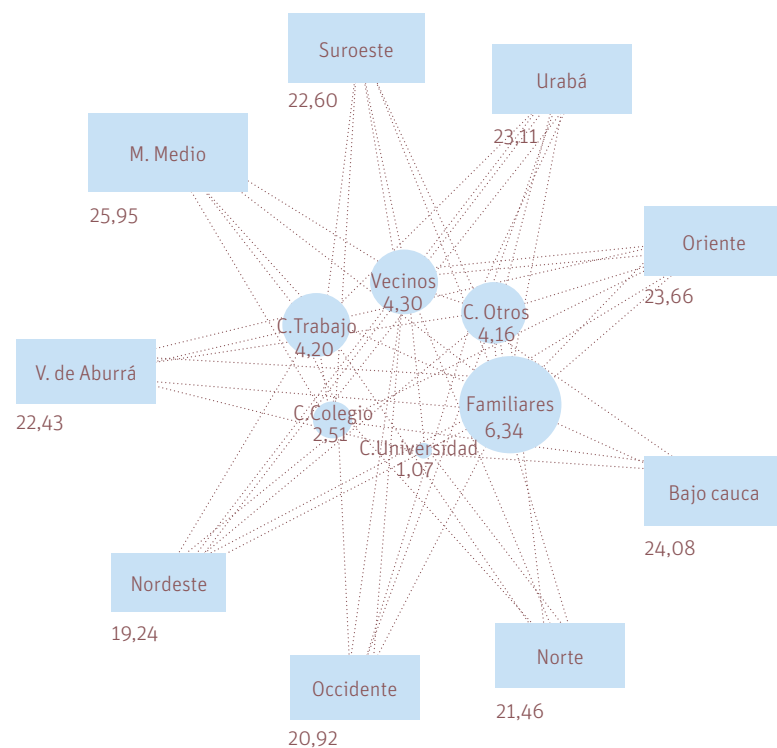 Suroeste
22,60
Urabá
23,11
M. Medio
25,95
Oriente
23,66
Vecinos
4,30
C. Otros
4,16
C.Trabajo
4,20
V. de Aburrá
22,43
Familiares
6,34
C.Colegio
2,51
C.Universidad
1,07
Bajo cauca
24,08
Nordeste
19,24
Norte
21,46
Occidente
20,92